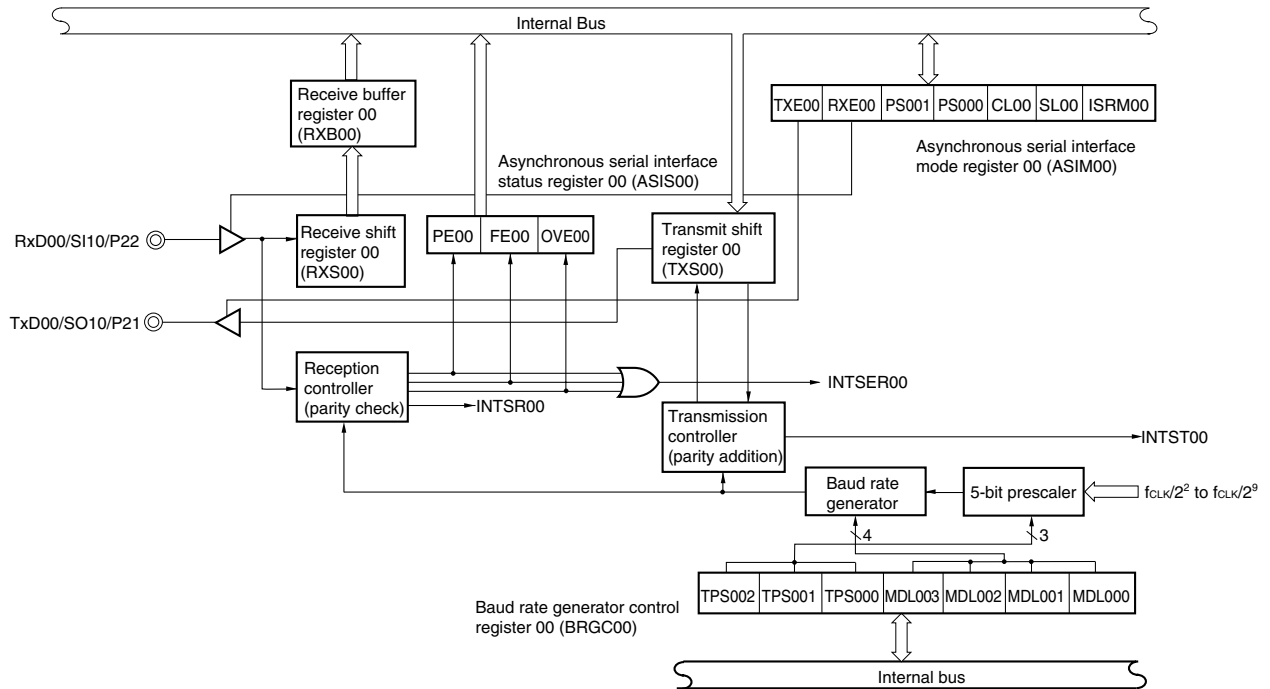 Internal Bus
Receive buffer
register 00
(RXB00)
TXE00 RXE00 PS001 PS000 CL00 SL00 ISRM00
Asynchronous serial interface
mode register 00 (ASIM00)
Asynchronous serial interface
status register 00 (ASIS00)
RxD00/SI10/P22
Receive shift
register 00
(RXS00)
PE00 FE00 OVE00
Transmit shift
register 00
(TXS00)
TxD00/SO10/P21
Reception
controller
(parity check)
INTSER00
INTSR00
Transmission
controller
(parity addition)
INTST00
Baud rate
generator
5-bit prescaler
fCLK/2² to fCLK/2⁹
4
3
TPS002 TPS001 TPS000 MDL003 MDL002 MDL001 MDL000
Baud rate generator control
register 00 (BRGC00)
Internal bus